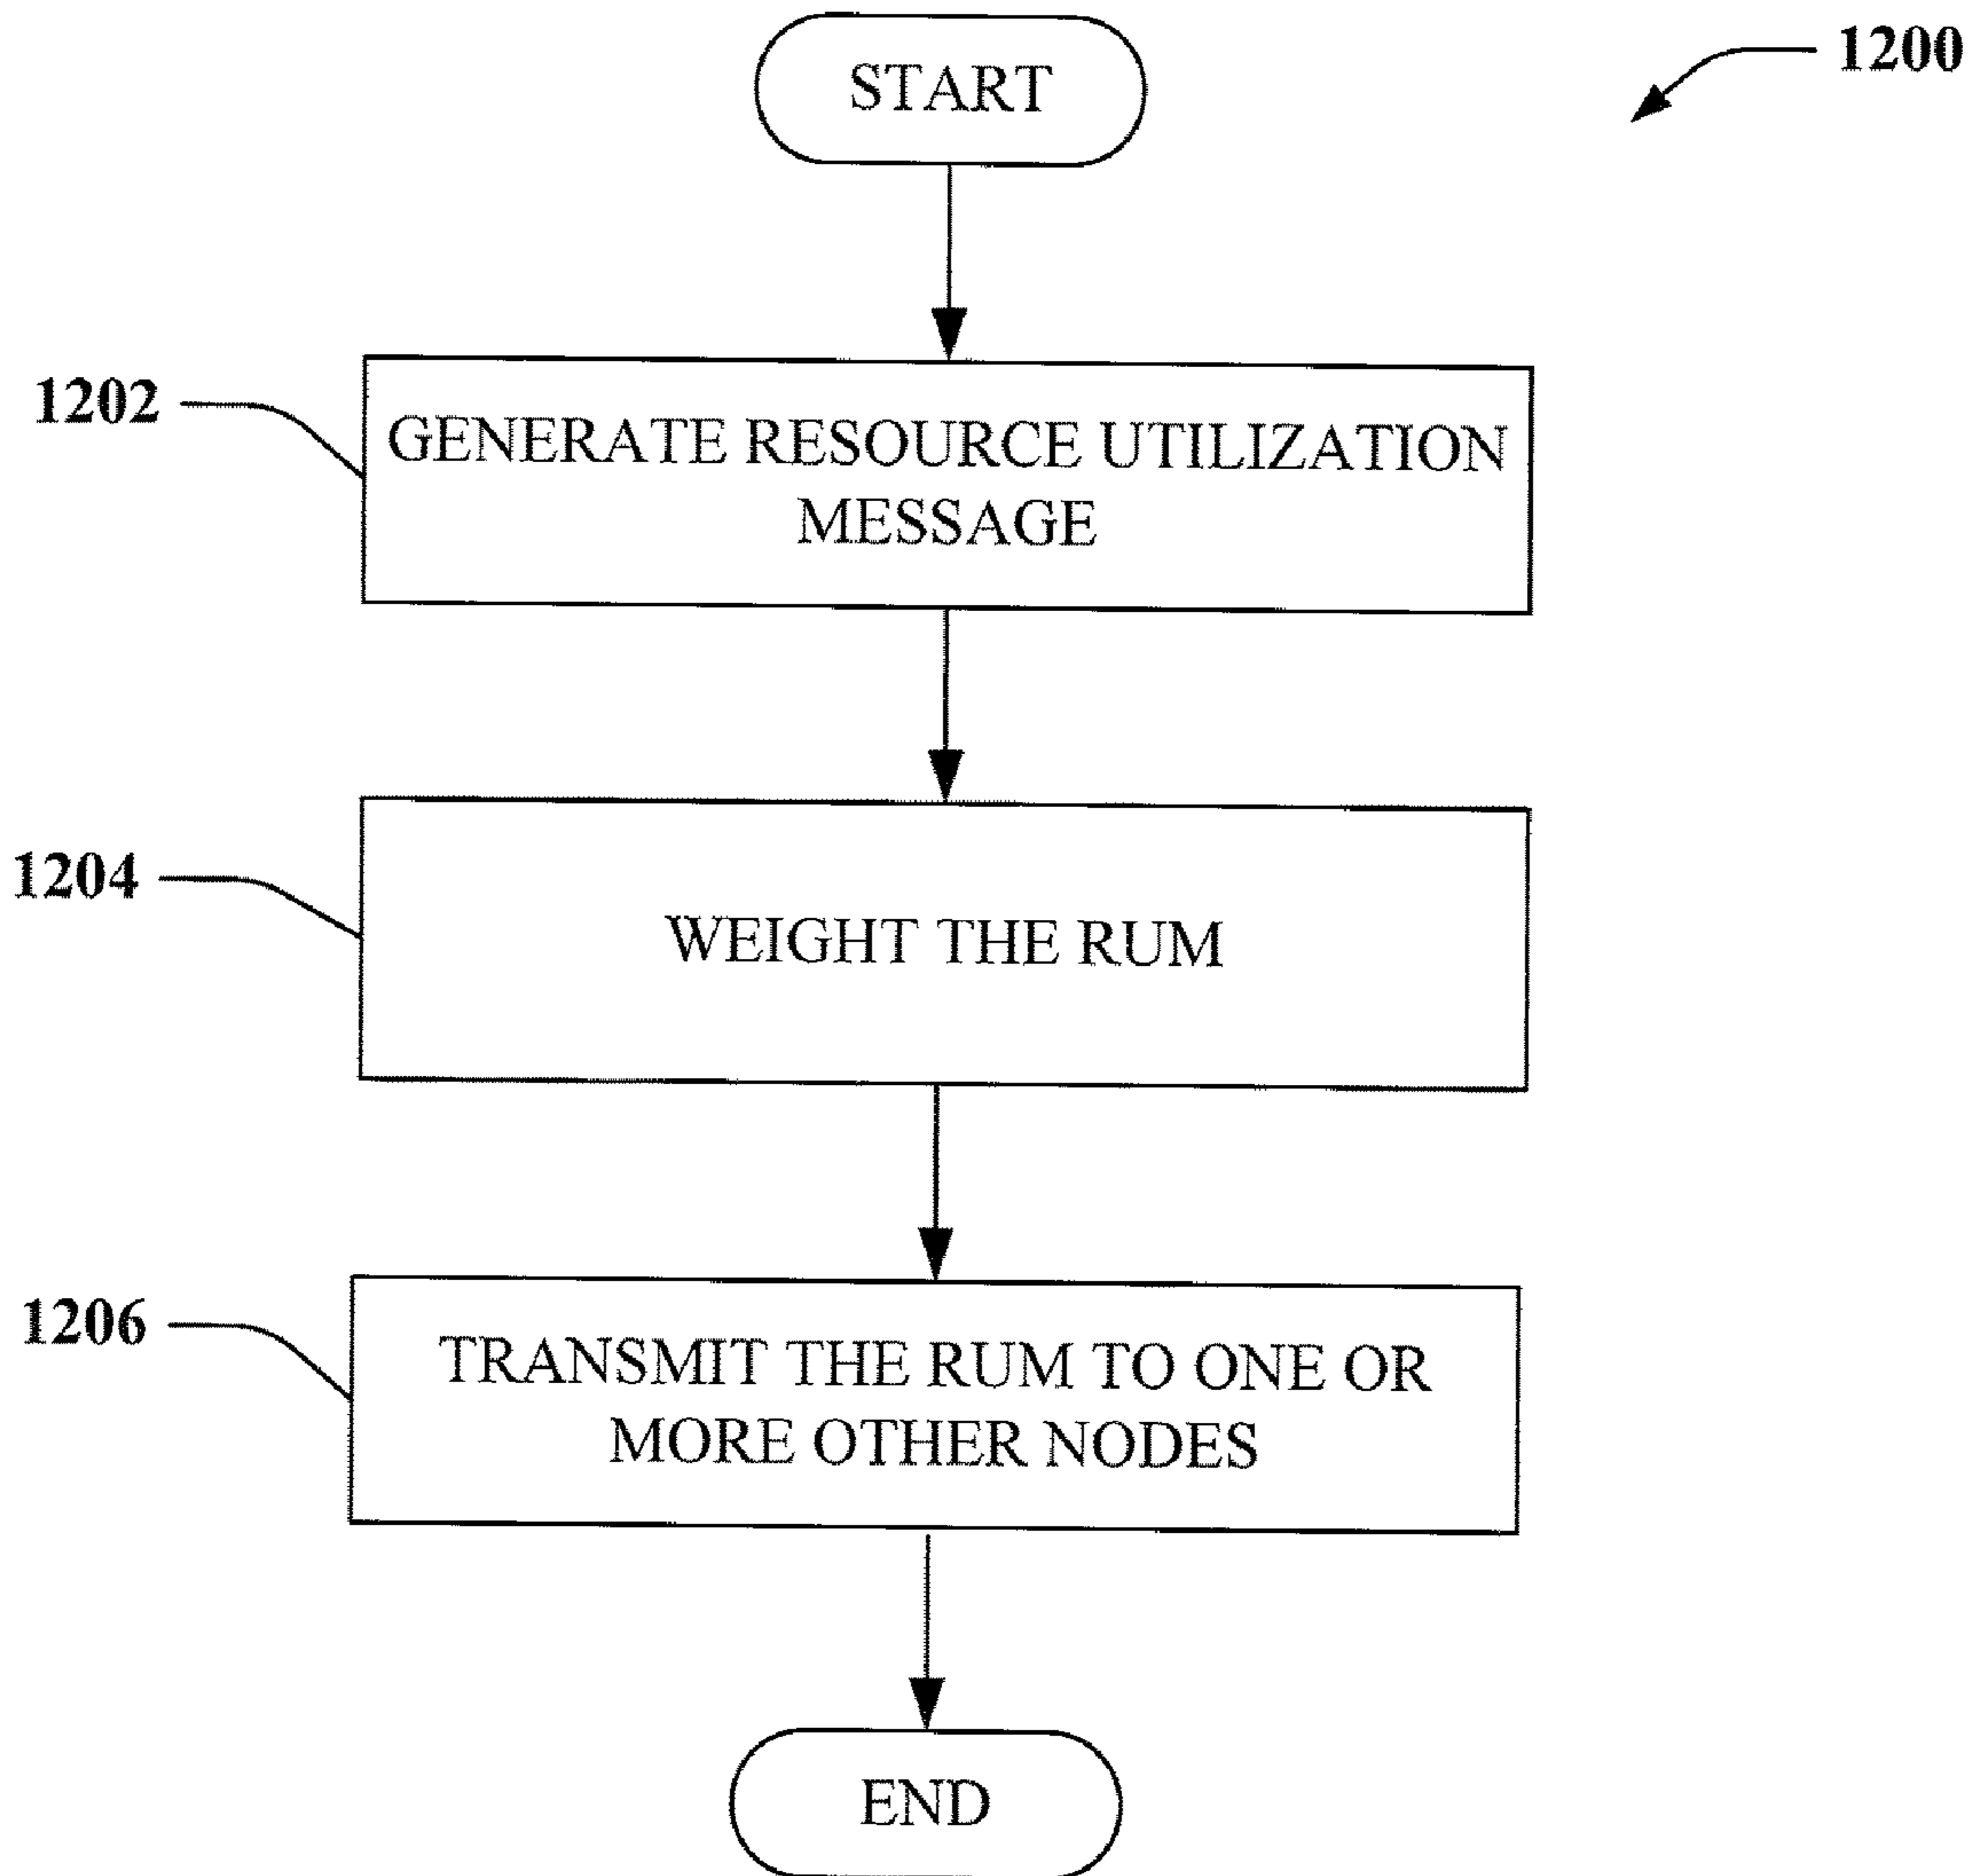 START
1200
1202
GENERATE RESOURCE UTILIZATION
MESSAGE
1204
WEIGHT THE RUM
1206
TRANSMIT THE RUM TO ONE OR
MORE OTHER NODES
END